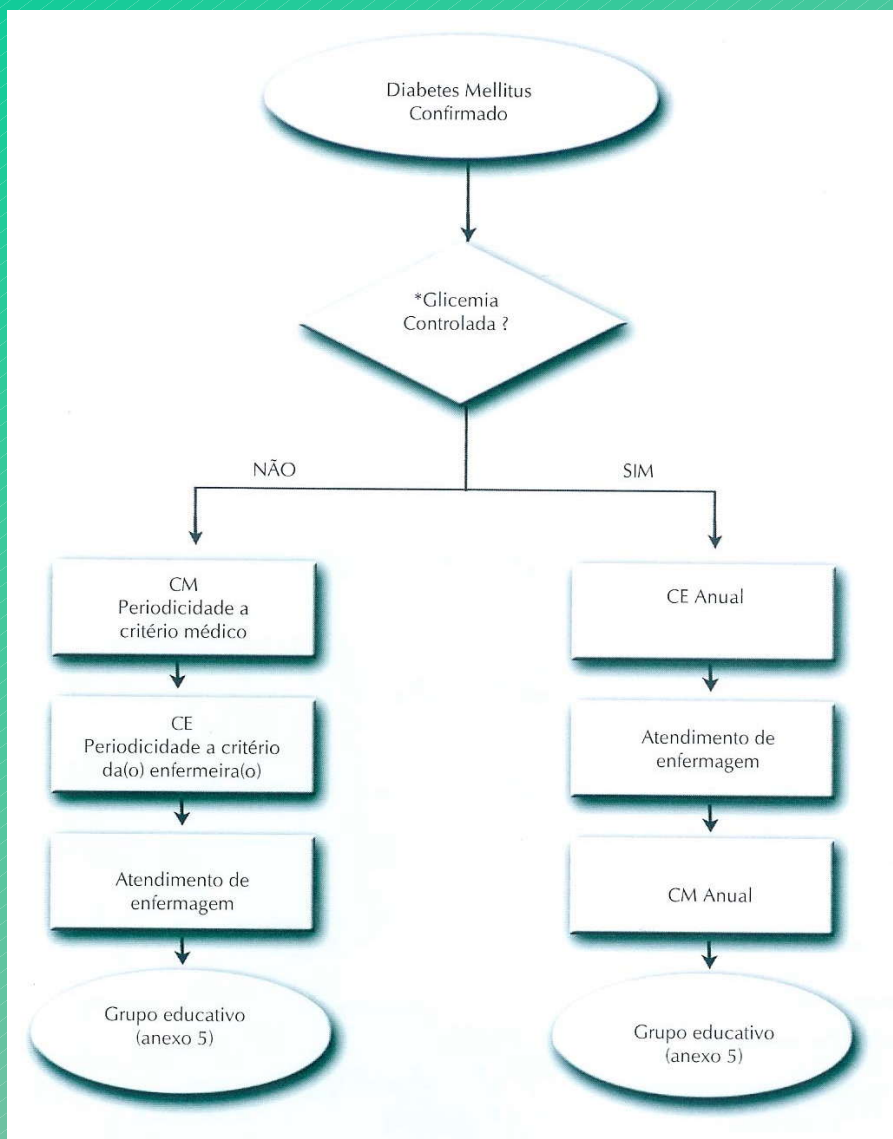 Diabetes Mellitus
Confirmado
*Glicemia
Controlada ?
NÃO
SIM
CM
Periodicidade a
critério médico
CE
Periodicidade a critério
da(o) enfermeira(o)
Atendimento de
enfermagem
Grupo educativo
(anexo 5)
CE Anual
Atendimento de
enfermagem
CM Anual
Grupo educativo
(anexo 5)